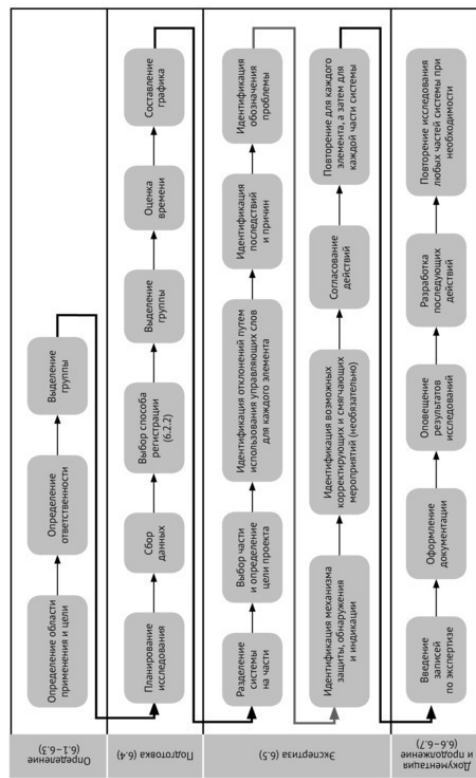 Определение (6.1–6.3)
Определение области
применения и цели
Определение
ответственности
Выделение
группы
Подготовка (6.4)
Планирование
исследования
Сбор
данных
Выбор способа
регистрации
(6.2.2)
Выделение
группы
Оценка
времени
Составление
графика
Экспертиза (6.5)
Разделение
системы
на части
Выбор части
и определение
цели проекта
Идентификация отклонений путем
использования управляющих слов
для каждого элемента
Идентификация
последствий
и причин
Идентификация
обозначения
проблемы
Идентификация механизма
защиты, обнаружения
и индикации
Идентификация возможных
корректирующих и смягчающих
мероприятий (необязательно)
Согласование
действий
Повторение для каждого
элемента, а затем для
каждой части системы
Документация
и продолжение
(6.6–6.7)
Введение
записей
по экспертизе
Оформление
документации
Оповещение
результатов
исследований
Разработка
последующих
действий
Повторение исследования
любых частей системы при
необходимости